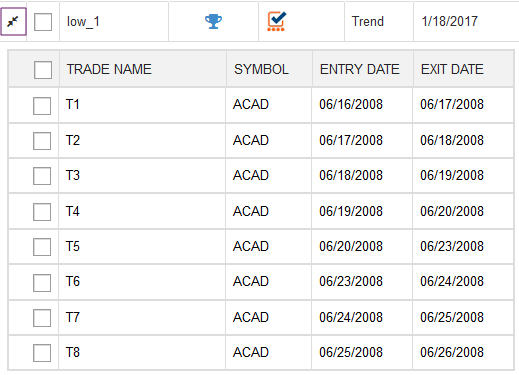 low_1 Trend 1/18/2017
TRADE NAME SYMBOL ENTRY DATE EXIT DATE
T1 ACAD 06/16/2008 06/17/2008
T2 ACAD 06/17/2008 06/18/2008
T3 ACAD 06/18/2008 06/19/2008
T4 ACAD 06/19/2008 06/20/2008
T5 ACAD 06/20/2008 06/23/2008
T6 ACAD 06/23/2008 06/24/2008
T7 ACAD 06/24/2008 06/25/2008
T8 ACAD 06/25/2008 06/26/2008